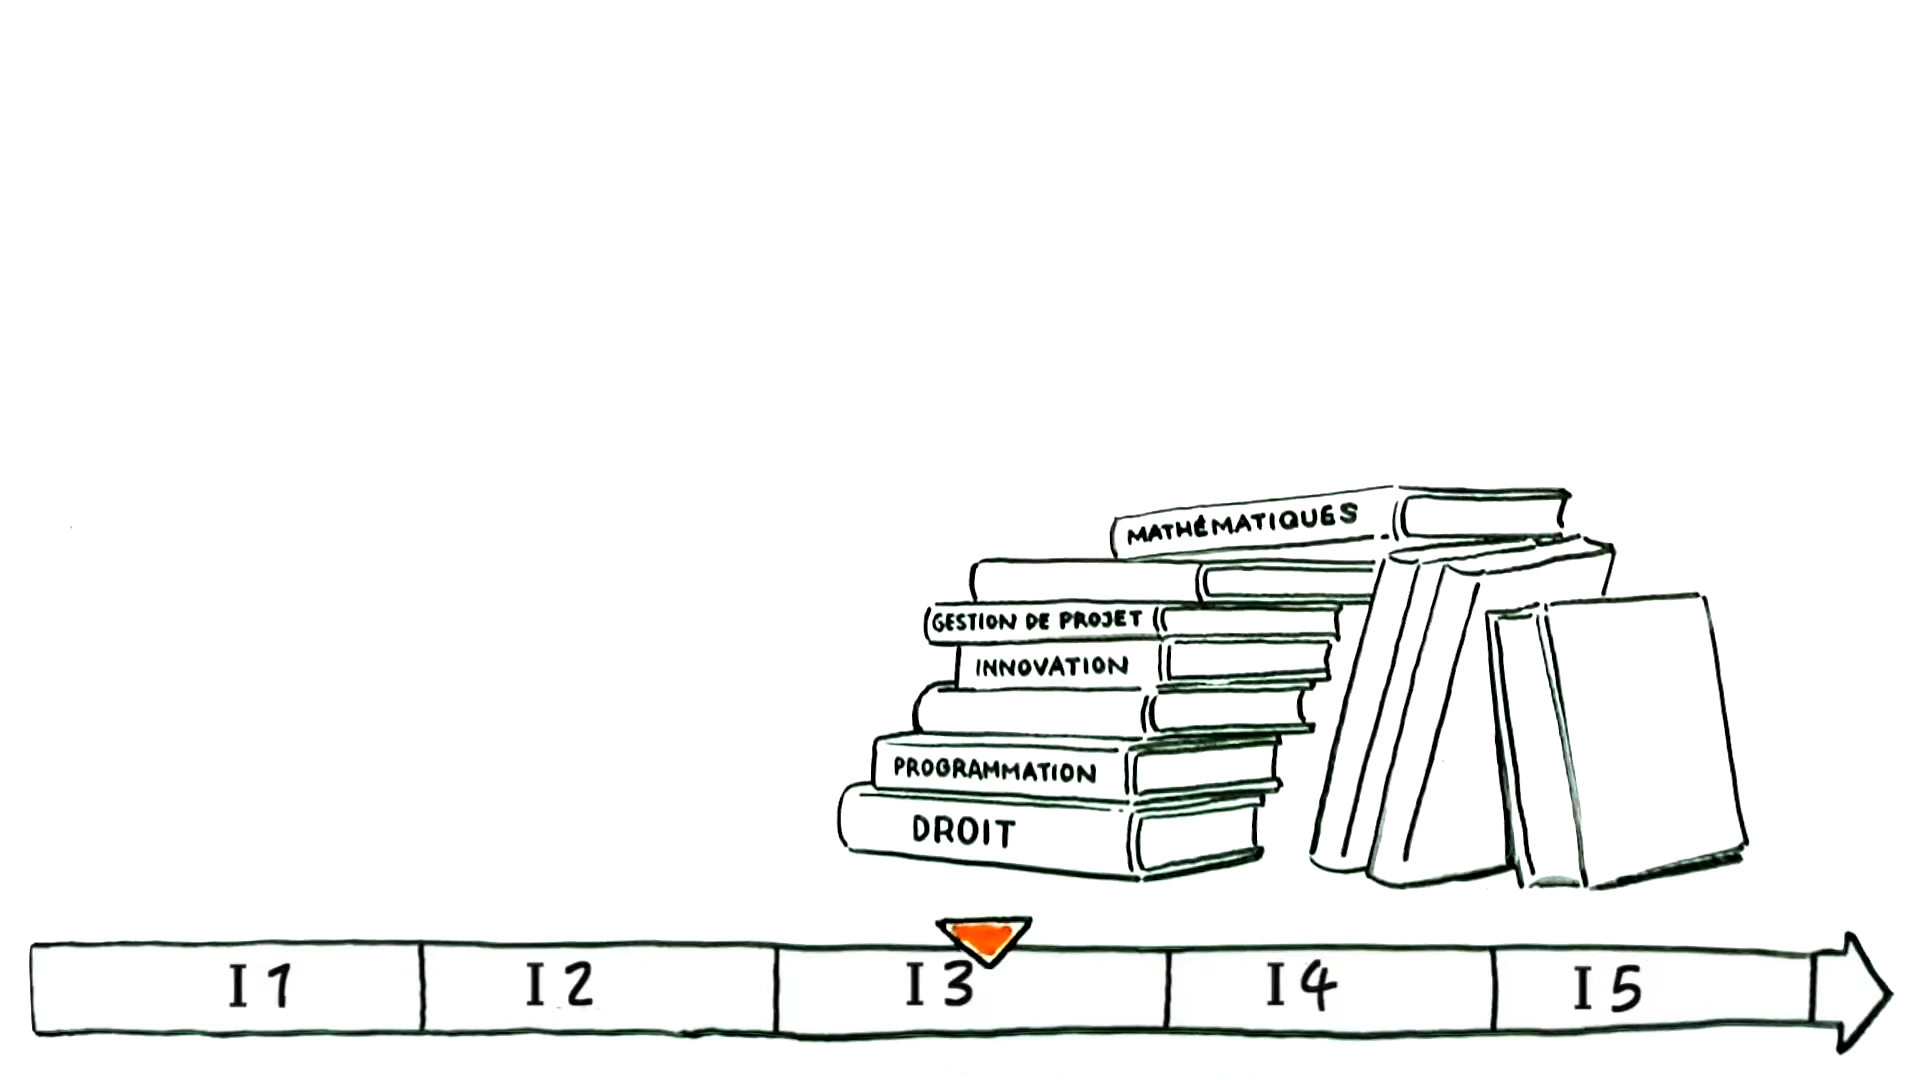 MATHÉMATIQUES
GESTION DE PROJET
INNOVATION
PROGRAMMATION
DROIT
I1 I2 I3 I4 I5